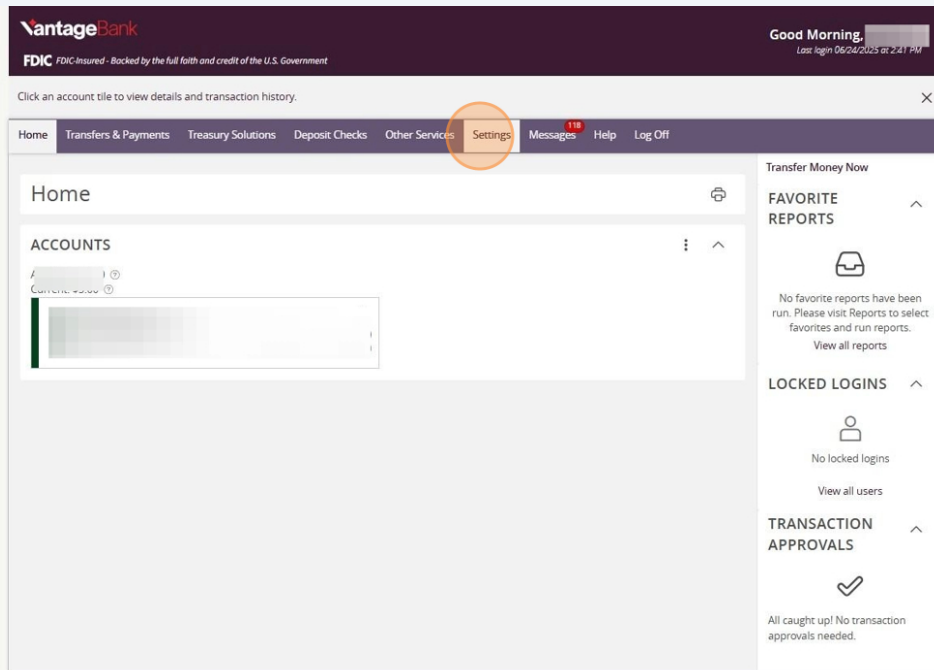 VantageBank
FDIC FDIC-Insured - Backed by the full faith and credit of the U.S. Government
Good Morning,
Last login 06/24/2025 at 2:41 PM
Click an account tile to view details and transaction history.
Home Transfers & Payments Treasury Solutions Deposit Checks Other Services Settings Messages 118 Help Log Off
Home
ACCOUNTS
Transfer Money Now
FAVORITE
REPORTS
No favorite reports have been
run. Please visit Reports to select
favorites and run reports.
View all reports
LOCKED LOGINS
No locked logins
View all users
TRANSACTION
APPROVALS
All caught up! No transaction
approvals needed.